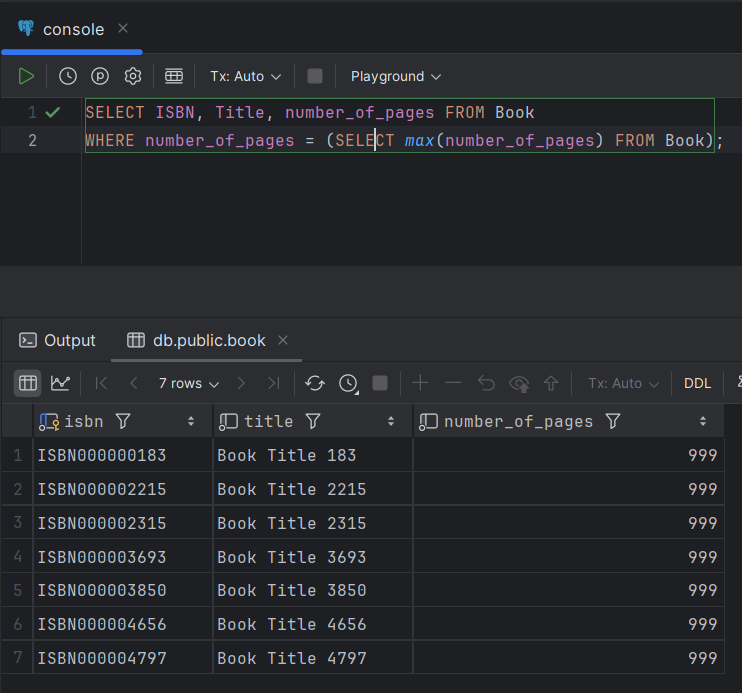 console
Tx: Auto
Playground
1 SELECT ISBN, Title, number_of_pages FROM Book
2 WHERE number_of_pages = (SELECT max(number_of_pages) FROM Book);
Output
db.public.book
7 rows
Tx: Auto
DDL
isbn title number_of_pages
1 ISBN000000183 Book Title 183 999
2 ISBN000002215 Book Title 2215 999
3 ISBN000002315 Book Title 2315 999
4 ISBN000003693 Book Title 3693 999
5 ISBN000003850 Book Title 3850 999
6 ISBN000004656 Book Title 4656 999
7 ISBN000004797 Book Title 4797 999